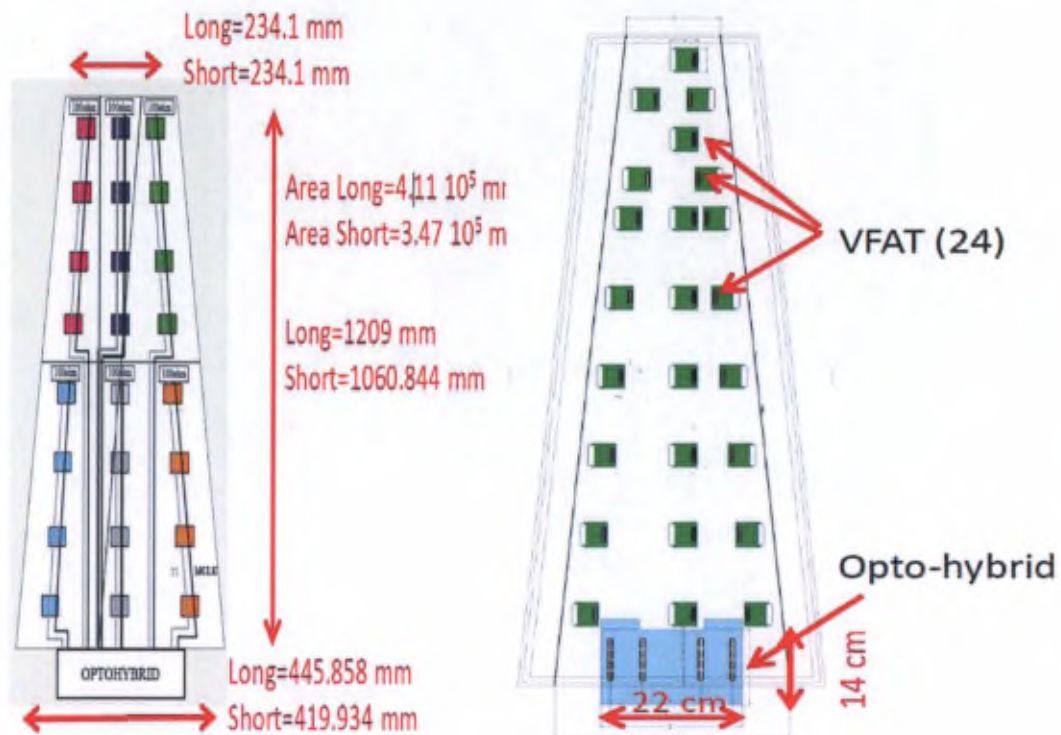 Long=234.1 mm
Short=234.1 mm
Area Long=4.11 10⁵ mm
Area Short=3.47 10⁵ m
Long=1209 mm
Short=1060.844 mm
MCLK
OPTOHYBRID
Long=445.858 mm
Short=419.934 mm
VFAT (24)
Opto-hybrid
14 cm
22 cm